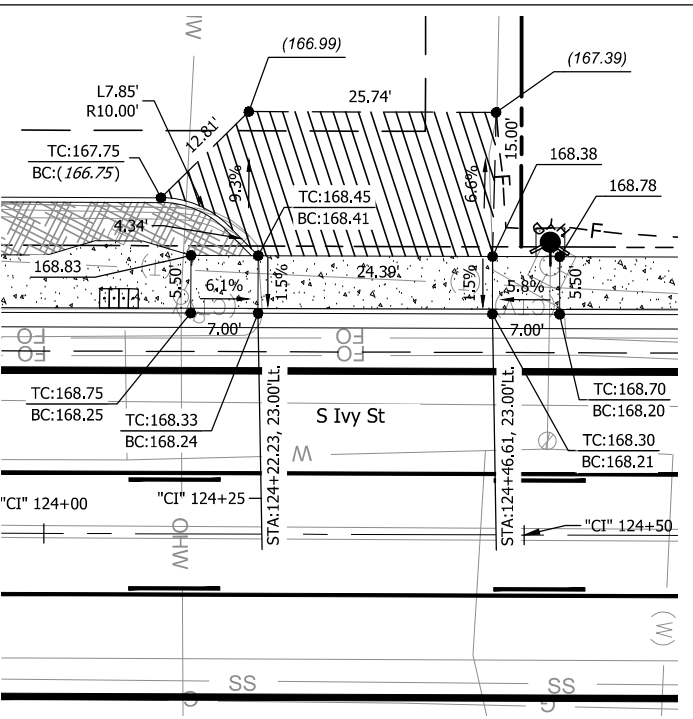 (166.99)
(167.39)
L7.85'
R10.00'
25.74'
12.81'
15.00'
TC:167.75
BC:(166.75)
9.3%
6.6%
168.38
TC:168.45
BC:168.41
168.78
F
F
4.34'
168.83
5.50'
6.1%
1.5%
24.39'
1.5%
5.8%
5.50'
7.00'
7.00'
FO
FO
FO
FO
TC:168.75
BC:168.25
TC:168.33
BC:168.24
S Ivy St
TC:168.70
BC:168.20
TC:168.30
BC:168.21
STA:124+22.23, 23.00'Lt.
STA:124+46.61, 23.00'Lt.
W
W
"CI" 124+00
"CI" 124+25
"CI" 124+50
OHW
(W)
SS
SS
G
G